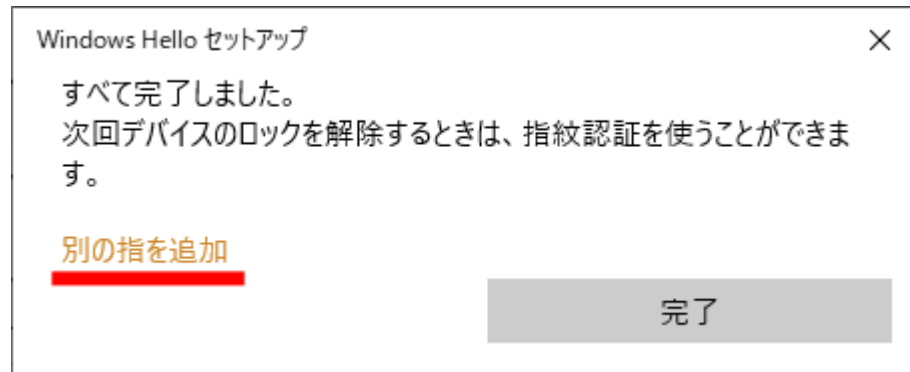 Windows Hello セットアップ
すべて完了しました。
次回デバイスのロックを解除するときは、指紋認証を使うことができま
す。
別の指を追加
完了